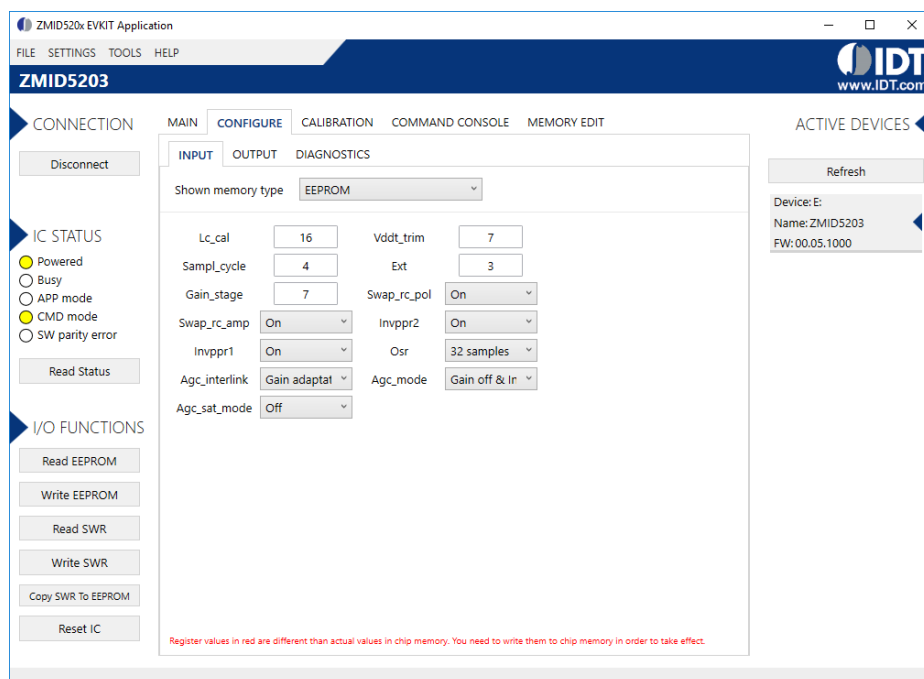 ZMID520x EVKIT Application
FILE SETTINGS TOOLS HELP
IDT
www.IDT.com
ZMID5203
CONNECTION
Disconnect
IC STATUS
Powered
Busy
APP mode
CMD mode
SW parity error
Read Status
I/O FUNCTIONS
Read EEPROM
Write EEPROM
Read SWR
Write SWR
Copy SWR To EEPROM
Reset IC
MAIN CONFIGURE CALIBRATION COMMAND CONSOLE MEMORY EDIT
INPUT OUTPUT DIAGNOSTICS
Shown memory type EEPROM
Lc_cal 16 Vddt_trim 7
Sampl_cycle 4 Ext 3
Gain_stage 7 Swap_rc_pol On
Swap_rc_amp On Invppr2 On
Invppr1 On Osr 32 samples
Agc_interlink Gain adaptat Agc_mode Gain off & Ir
Agc_sat_mode Off
Register values in red are different than actual values in chip memory. You need to write them to chip memory in order to take effect.
ACTIVE DEVICES
Refresh
Device: E:
Name: ZMID5203
FW: 00.05.1000